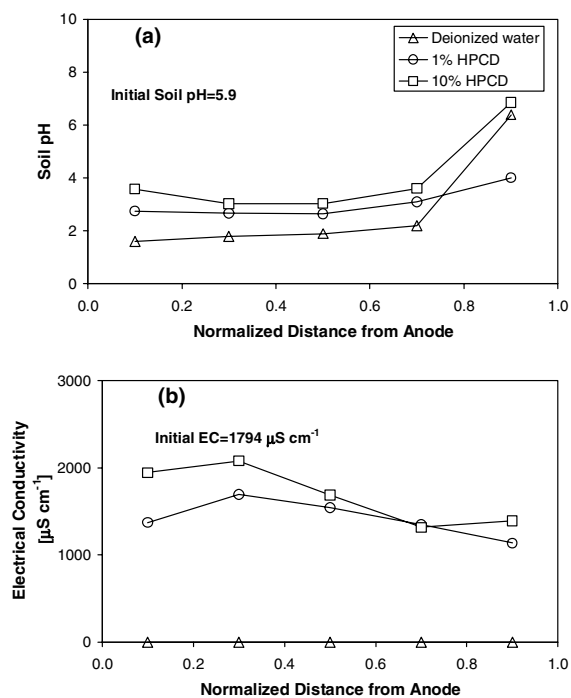 (a)
Deionized water
1% HPCD
10% HPCD
Initial Soil pH=5.9
Soil pH
10
8
6
4
2
0
0.0 0.2 0.4 0.6 0.8 1.0
Normalized Distance from Anode
(b)
Initial EC=1794 µS cm⁻¹
Electrical Conductivity
[µS cm⁻¹]
3000
2000
1000
0
0.0 0.2 0.4 0.6 0.8 1.0
Normalized Distance from Anode